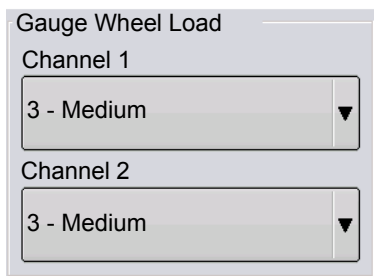 Gauge Wheel Load
Channel 1
3 - Medium
Channel 2
3 - Medium